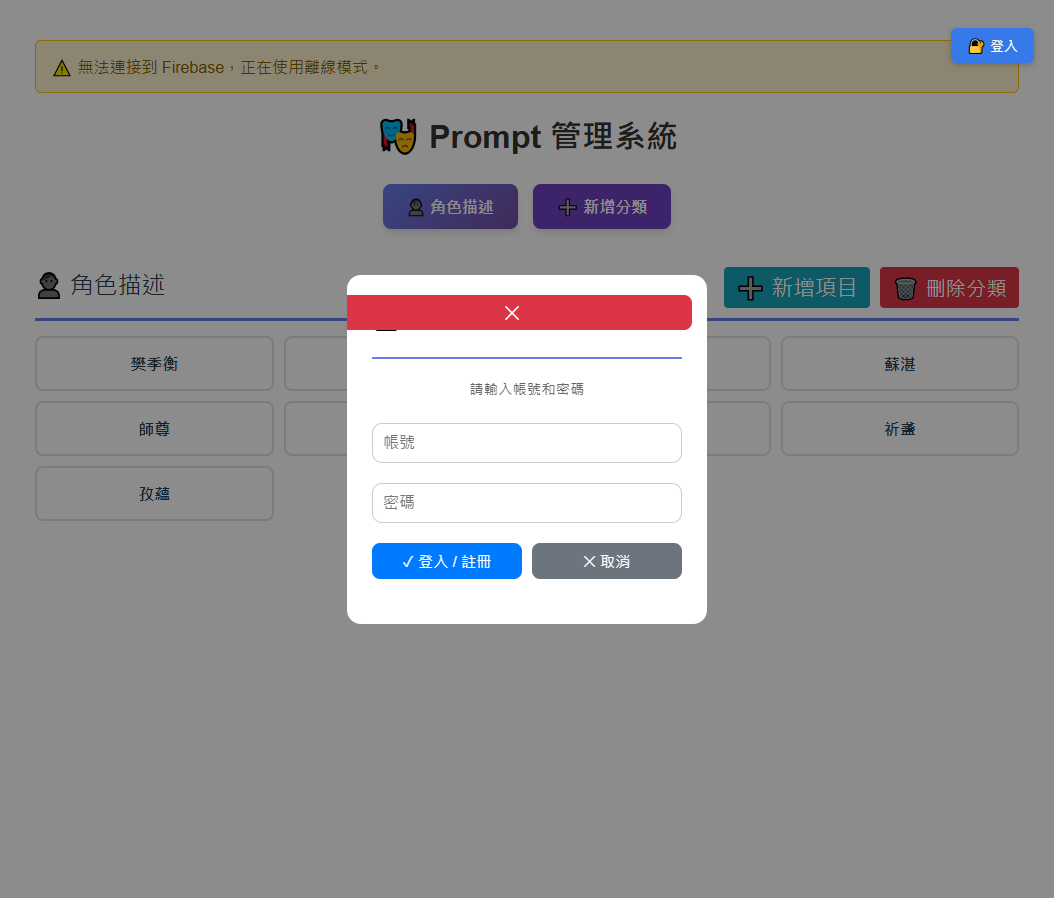 ⚠️ 無法連接到 Firebase，正在使用離線模式。
🔐 登入
🎭 Prompt 管理系統
👤 角色描述
➕ 新增分類
👤 角色描述
➕ 新增項目
🗑️ 刪除分類
✕
樊季衡
蘇湛
請輸入帳號和密碼
師尊
帳號
祈盞
孜蘊
密碼
✓ 登入 / 註冊
✕ 取消